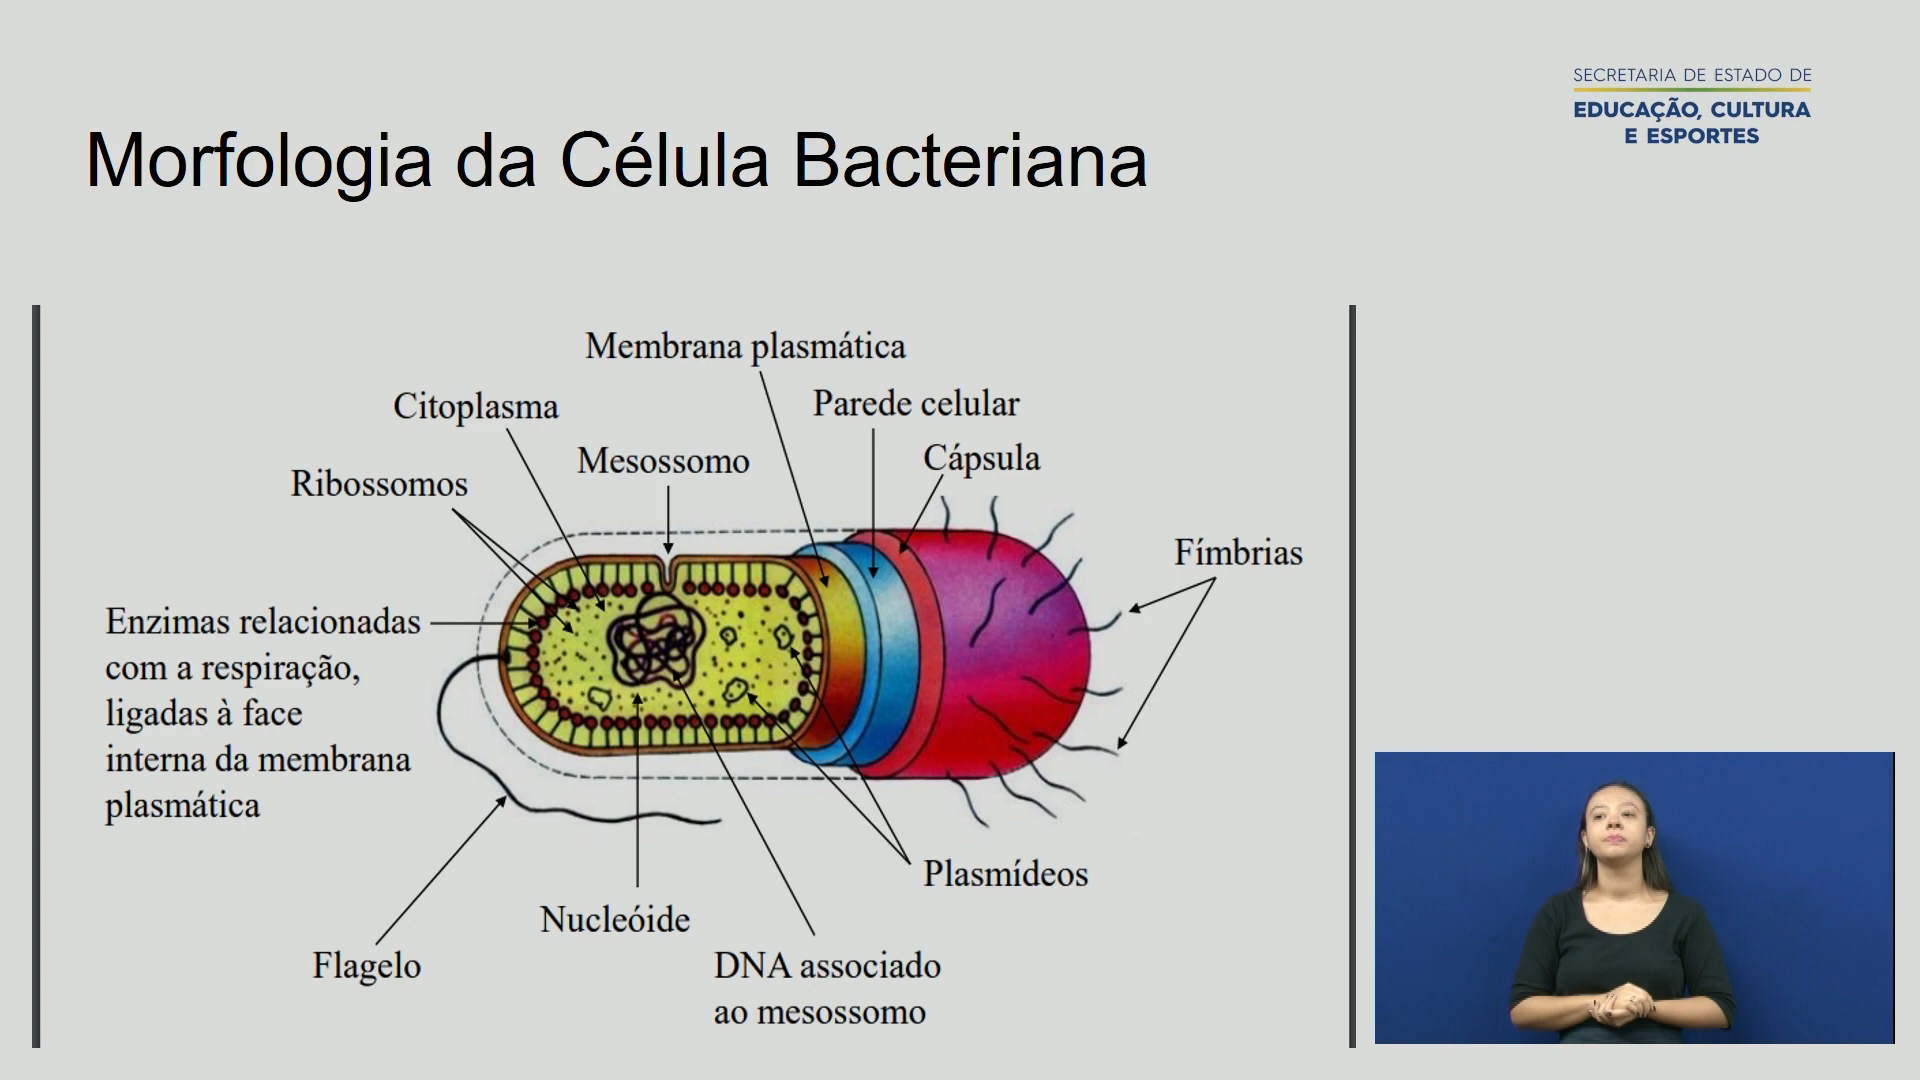 SECRETARIA DE ESTADO DE
EDUCAÇÃO, CULTURA
E ESPORTES
Morfologia da Célula Bacteriana
Membrana plasmática
Citoplasma
Parede celular
Mesossomo
Cápsula
Ribossomos
Fímbrias
Enzimas relacionadas
com a respiração,
ligadas à face
interna da membrana
plasmática
Plasmídeos
Nucleóide
Flagelo
DNA associado
ao mesossomo